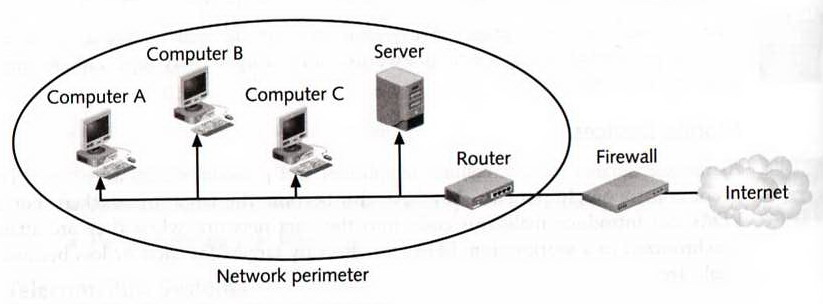 Computer B
Server
Computer A
Computer C
Router
Firewall
Internet
Network perimeter